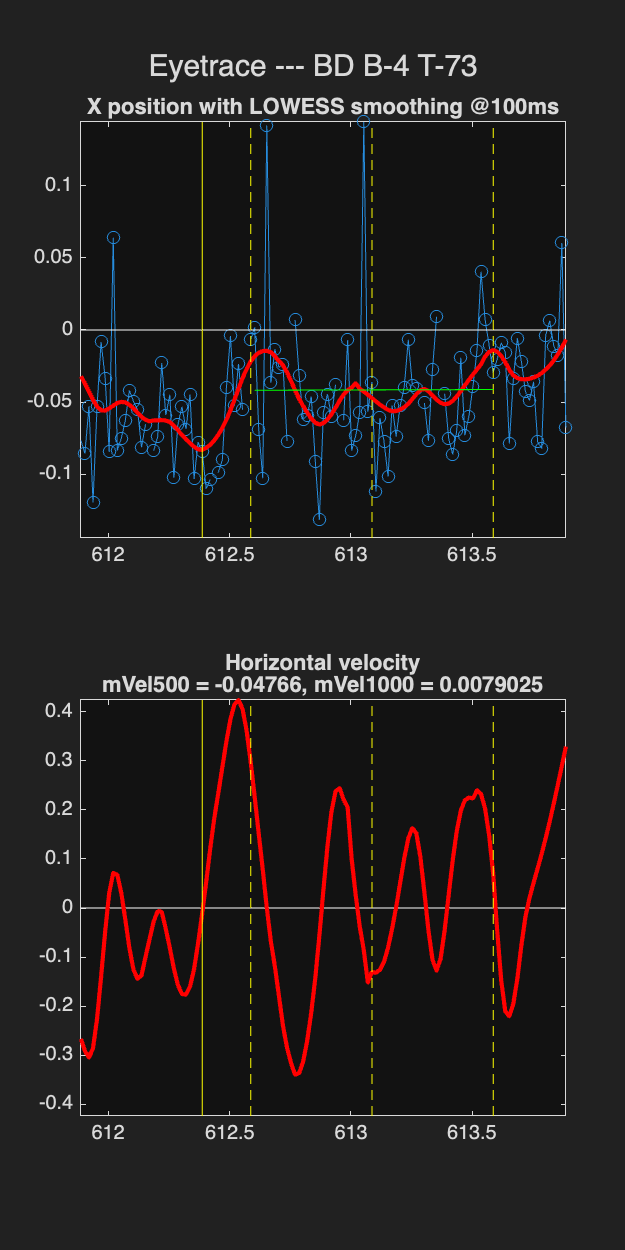 Eyetrace --- BD B-4 T-73
X position with LOWESS smoothing @100ms
0.1
0.05
0
-0.05
-0.1
612 612.5 613 613.5
Horizontal velocity
mVel500 = -0.04766, mVel1000 = 0.0079025
0.4
0.3
0.2
0.1
0
-0.1
-0.2
-0.3
-0.4
612 612.5 613 613.5